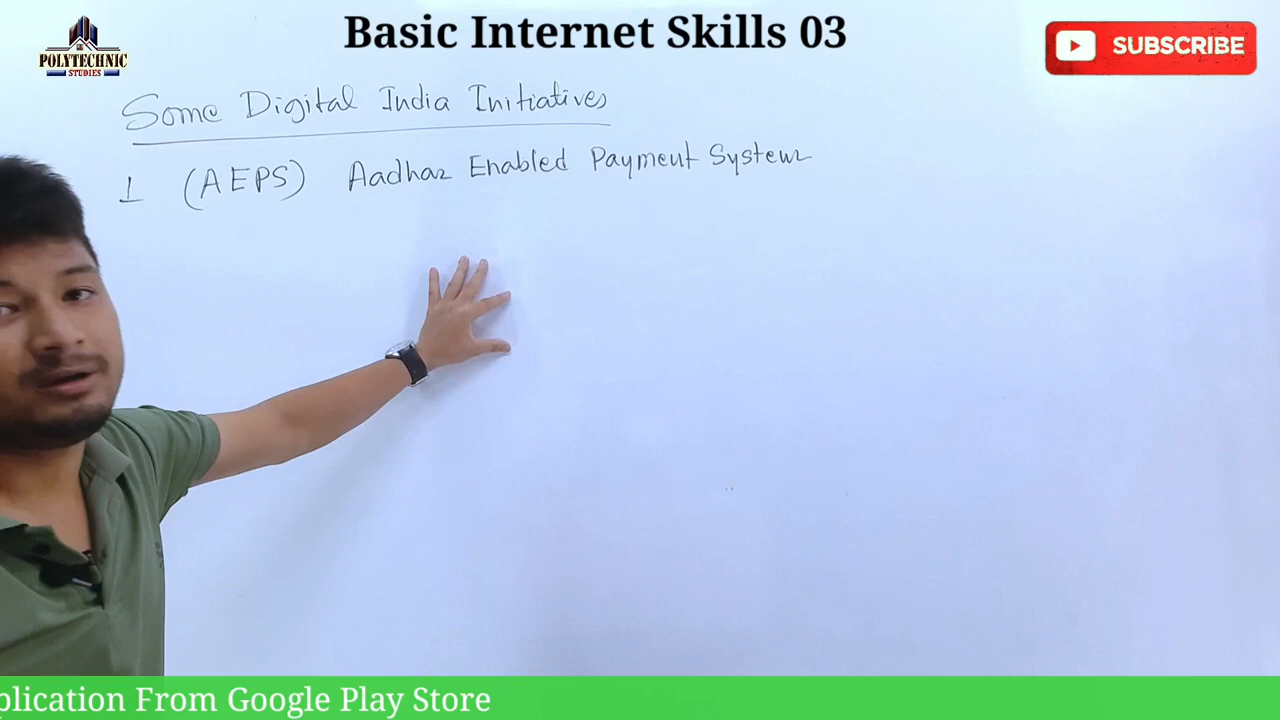 Basic Internet Skills 03
POLYTECHNIC
STUDIES
SUBSCRIBE
Some Digital India Initiatives
1 (AEPS) Aadhar Enabled Payment System
plication From Google Play Store